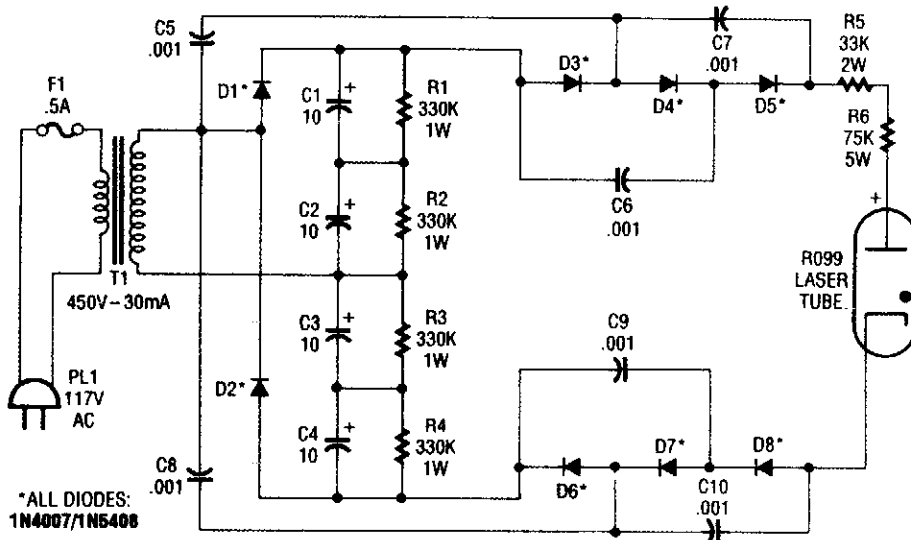 C5
.001
F1
.5A
D1*
C1
10
+
R1
330K
1W
D3*
D4*
C7
.001
D5*
R5
33K
2W
R6
75K
5W
C6
.001
C2
10
+
R2
330K
1W
T1
450V–30mA
+
R099
LASER
TUBE
C3
10
+
R3
330K
1W
C9
.001
PL1
117V
AC
D2*
C4
10
+
R4
330K
1W
C8
.001
D6*
D7*
D8*
C10
.001
*ALL DIODES:
1N4007/1N5408